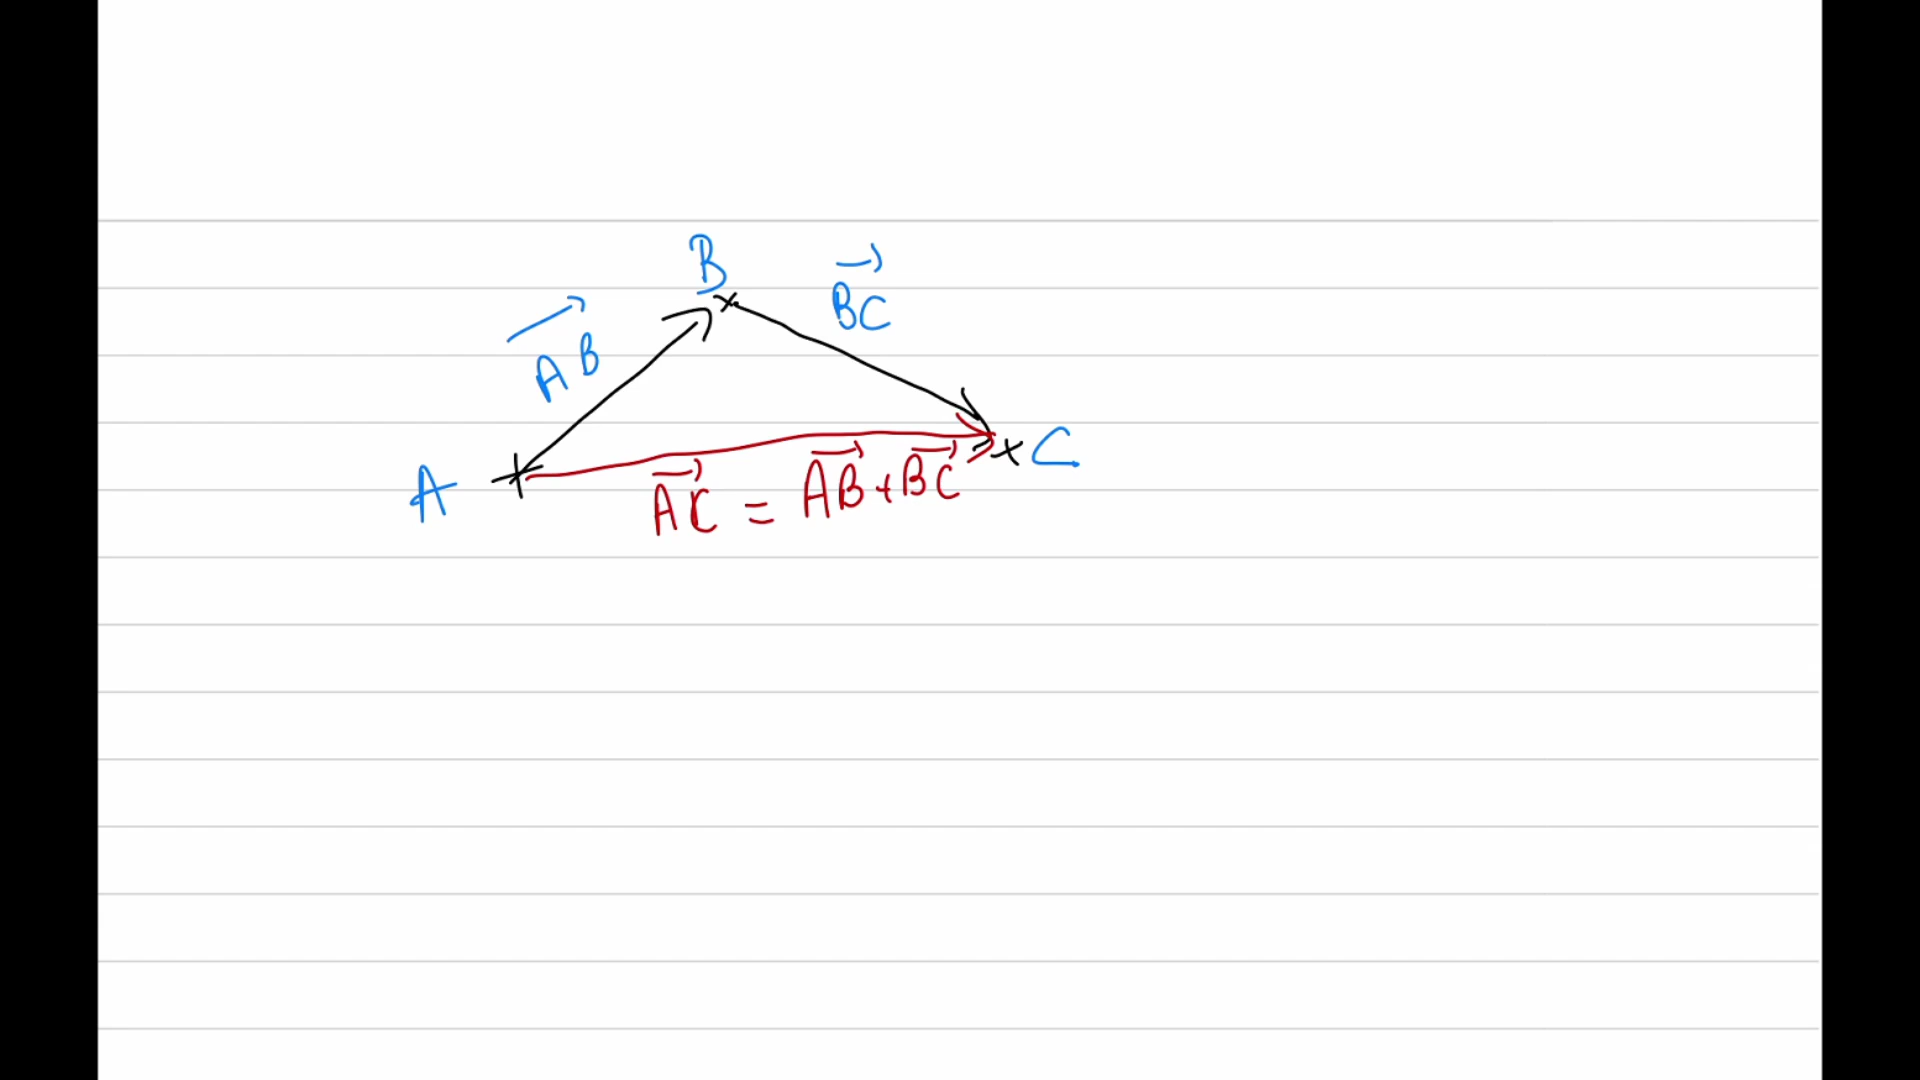 B
BC
AB
A
C
AC = AB + BC